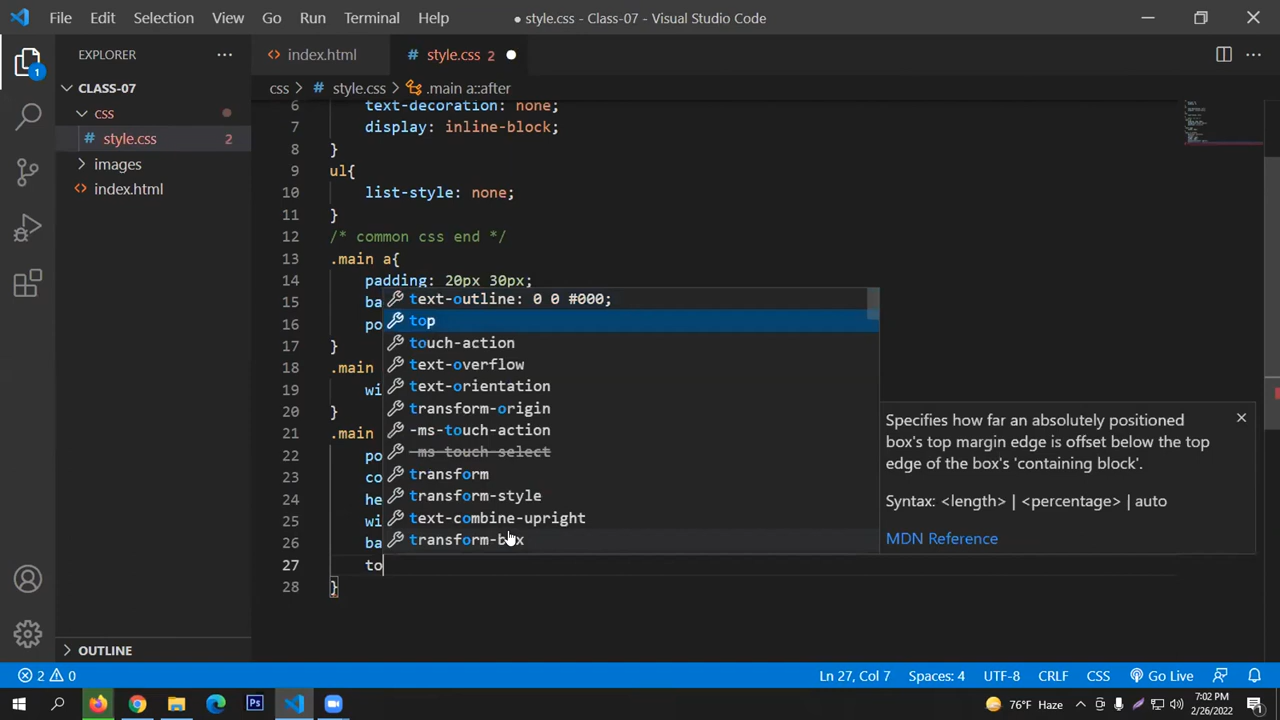 File Edit Selection View Go Run Terminal Help
● style.css - Class-07 - Visual Studio Code
EXPLORER
index.html
# style.css 2
CLASS-07
css > # style.css > .main a::after
css
# style.css 2
images
index.html
OUTLINE
1
6 text-decoration: none;
7 display: inline-block;
8 }
9 ul{
10 list-style: none;
11 }
12 /* common css end */
13 .main a{
14 padding: 20px 30px;
15 ba
16 po
17 }
18 .main
19 wi
20 }
21 .main
22 po
23 co
24 he
25 wi
26 ba
27 to
28 }
text-outline: 0 0 #000;
top
touch-action
text-overflow
text-orientation
transform-origin
-ms-touch-action
-ms-touch-select
transform
transform-style
text-combine-upright
transform-box
Specifies how far an absolutely positioned
box's top margin edge is offset below the top
edge of the box's 'containing block'.
Syntax: <length> | <percentage> | auto
MDN Reference
2 0
Ln 27, Col 7 Spaces: 4 UTF-8 CRLF CSS Go Live
Ps
76°F Haze
7:02 PM
2/26/2022